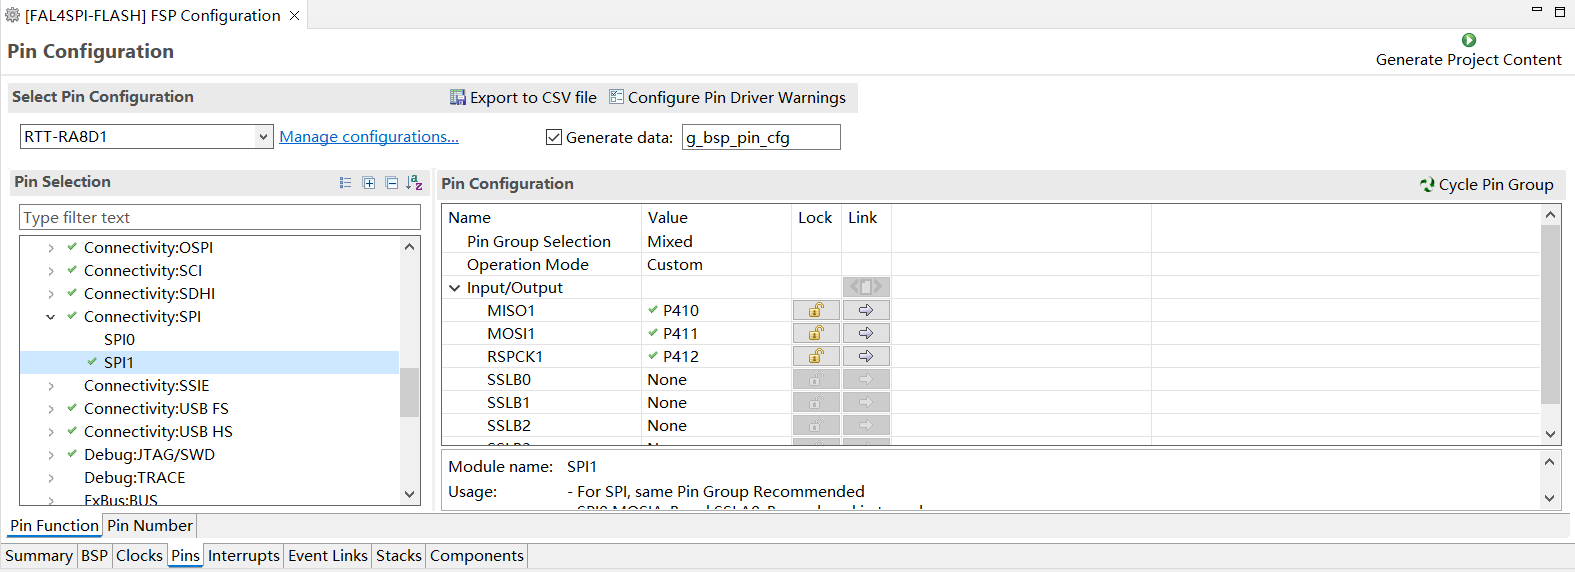 [FAL4SPI-FLASH] FSP Configuration
Pin Configuration
Generate Project Content
Select Pin Configuration
Export to CSV file
Configure Pin Driver Warnings
RTT-RA8D1
Manage configurations...
Generate data:
g_bsp_pin_cfg
Pin Selection
Type filter text
Connectivity:OSPI
Connectivity:SCI
Connectivity:SDHI
Connectivity:SPI
SPI0
SPI1
Connectivity:SSIE
Connectivity:USB FS
Connectivity:USB HS
Debug:JTAG/SWD
Debug:TRACE
ExBus:BUS
Pin Configuration
Cycle Pin Group
Name Value Lock Link
Pin Group Selection Mixed
Operation Mode Custom
Input/Output
MISO1 P410
MOSI1 P411
RSPCK1 P412
SSLB0 None
SSLB1 None
SSLB2 None
Module name: SPI1
Usage: - For SPI, same Pin Group Recommended
Pin Function Pin Number
Summary BSP Clocks Pins Interrupts Event Links Stacks Components